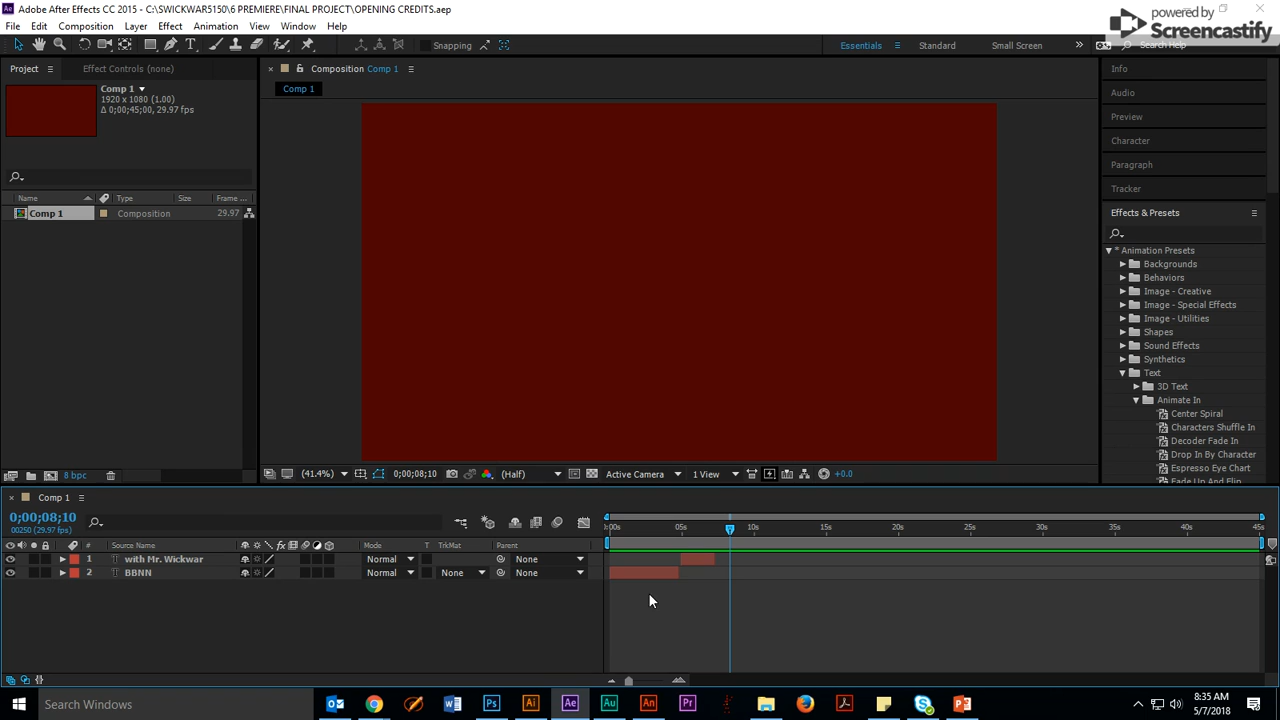 Adobe After Effects CC 2015 - C:\SWICKWAR5150\6 PREMIERE\FINAL PROJECT\OPENING CREDITS.aep
powered by
Screencastify
File Edit Composition Layer Effect Animation View Window Help
Snapping
Essentials Standard Small Screen
Search Help
Project Effect Controls (none)
Composition Comp 1
Comp 1
Comp 1
1920 x 1080 (1.00)
Δ 0;00;45;00, 29.97 fps
Name Type Size Frame ...
Comp 1 Composition 29.97
Info
Audio
Preview
Character
Paragraph
Tracker
Effects & Presets
* Animation Presets
Backgrounds
Behaviors
Image - Creative
Image - Special Effects
Image - Utilities
Shapes
Sound Effects
Synthetics
Text
3D Text
Animate In
Center Spiral
Characters Shuffle In
Decoder Fade In
Drop In By Character
Espresso Eye Chart
Fade Up And Flip
8 bpc
(41.4%) 0;00;08;10 (Half) Active Camera 1 View +0.0
Comp 1
0;00;08;10
00250 (29.97 fps)
:00s 05s 10s 15s 20s 25s 30s 35s 40s 45s
# Source Name Mode T TrkMat Parent
1 with Mr. Wickwar Normal None
2 BBNN Normal None None
Search Windows
8:35 AM
5/7/2018